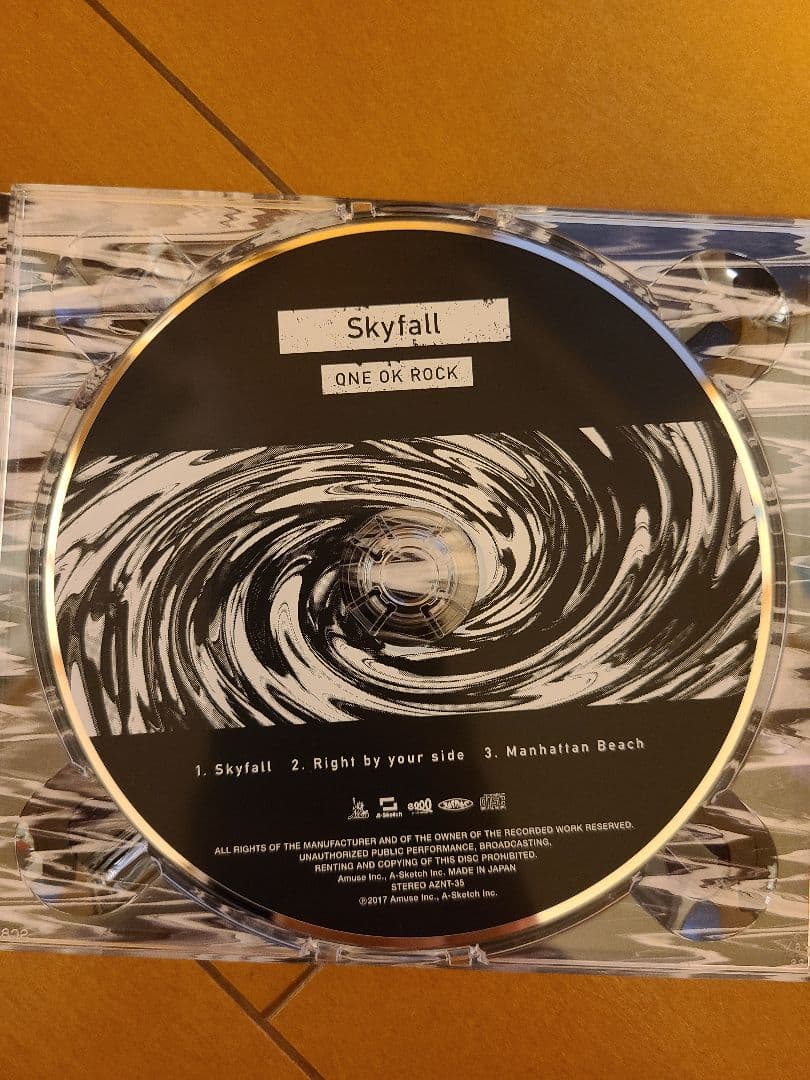 Skyfall
ONE OK ROCK
1. Skyfall 2. Right by your side 3. Manhattan Beach
A-Sketch
ALL RIGHTS OF THE MANUFACTURER AND OF THE OWNER OF THE RECORDED WORK RESERVED.
UNAUTHORIZED PUBLIC PERFORMANCE, BROADCASTING,
RENTING AND COPYING OF THIS DISC PROHIBITED.
Amuse Inc., A-Sketch Inc. MADE IN JAPAN
STEREO AZNT-35
℗2017 Amuse Inc., A-Sketch Inc.